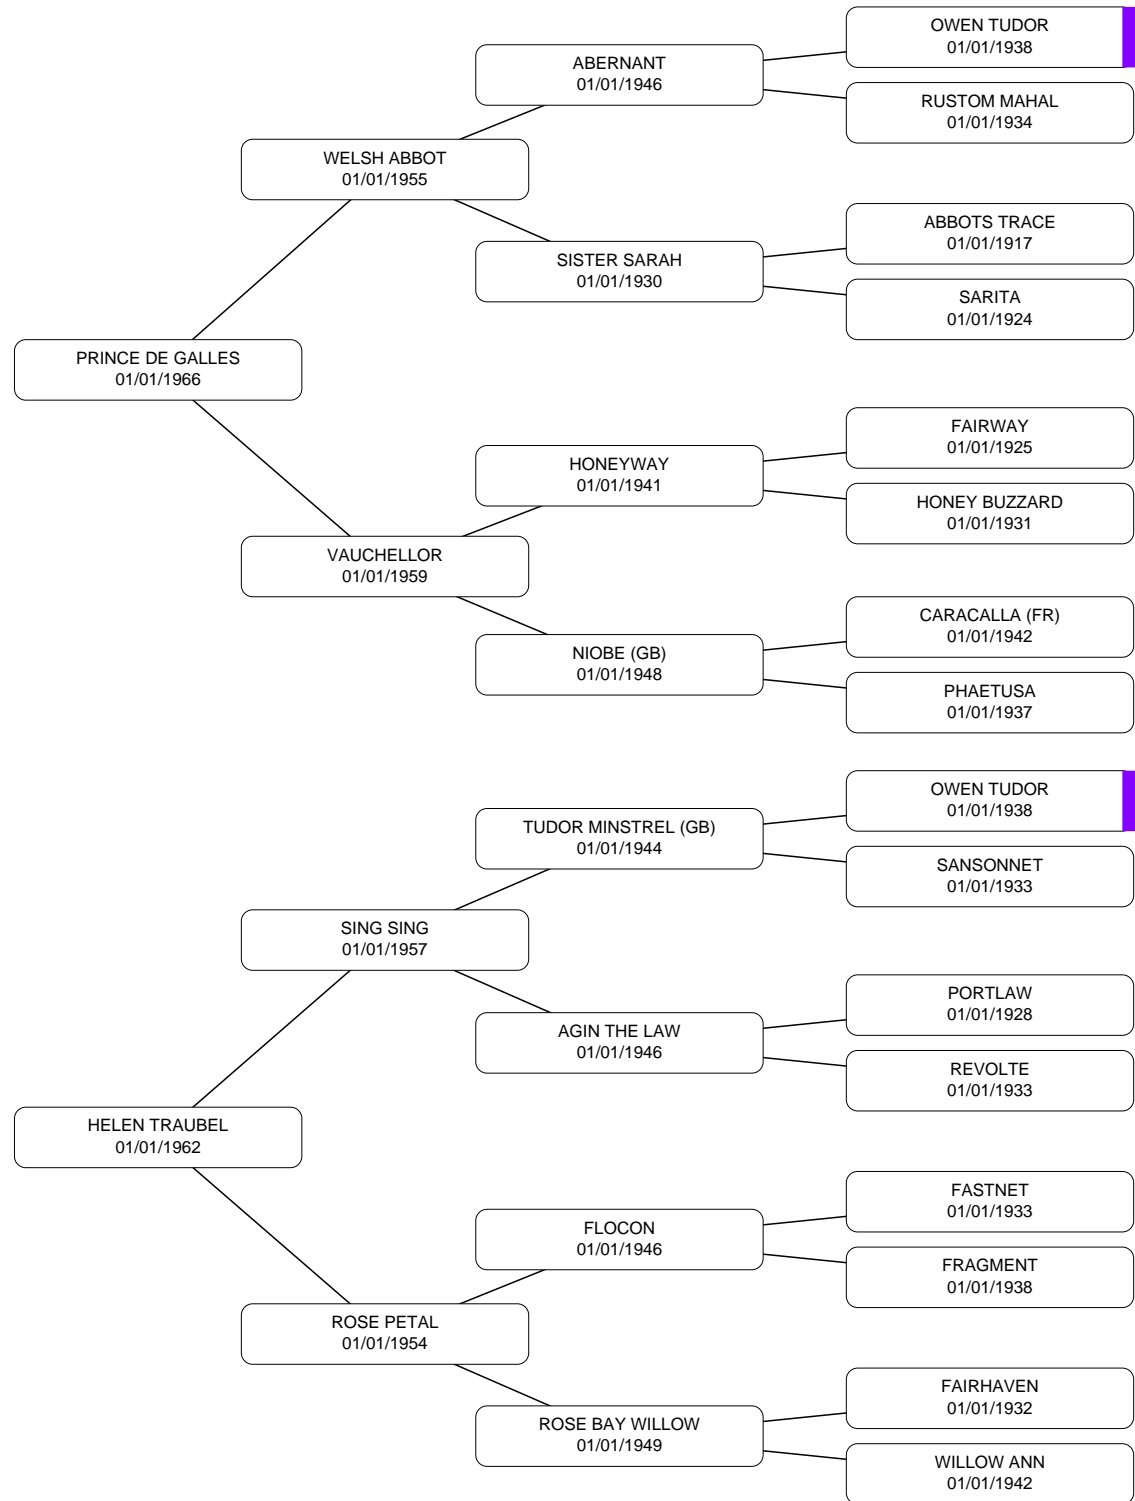 OWEN TUDOR
01/01/1938
ABERNANT
01/01/1946
RUSTOM MAHAL
01/01/1934
WELSH ABBOT
01/01/1955
ABBOTS TRACE
01/01/1917
SISTER SARAH
01/01/1930
SARITA
01/01/1924
PRINCE DE GALLES
01/01/1966
FAIRWAY
01/01/1925
HONEYWAY
01/01/1941
HONEY BUZZARD
01/01/1931
VAUCHELLOR
01/01/1959
CARACALLA (FR)
01/01/1942
NIOBE (GB)
01/01/1948
PHAETUSA
01/01/1937
OWEN TUDOR
01/01/1938
TUDOR MINSTREL (GB)
01/01/1944
SANSONNET
01/01/1933
SING SING
01/01/1957
PORTLAW
01/01/1928
AGIN THE LAW
01/01/1946
REVOLTE
01/01/1933
HELEN TRAUBEL
01/01/1962
FASTNET
01/01/1933
FLOCON
01/01/1946
FRAGMENT
01/01/1938
ROSE PETAL
01/01/1954
FAIRHAVEN
01/01/1932
ROSE BAY WILLOW
01/01/1949
WILLOW ANN
01/01/1942